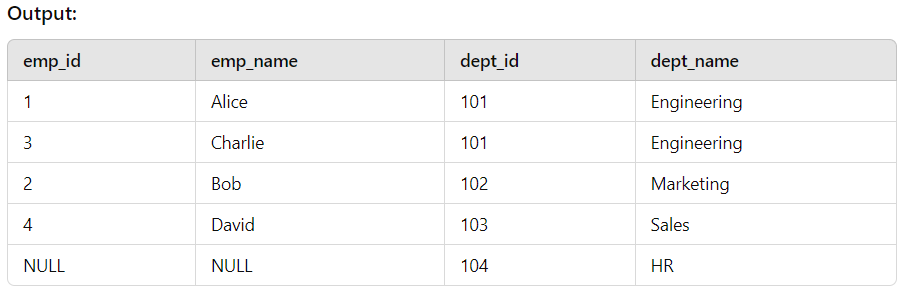 Output:
emp_id emp_name dept_id dept_name
1 Alice 101 Engineering
3 Charlie 101 Engineering
2 Bob 102 Marketing
4 David 103 Sales
NULL NULL 104 HR